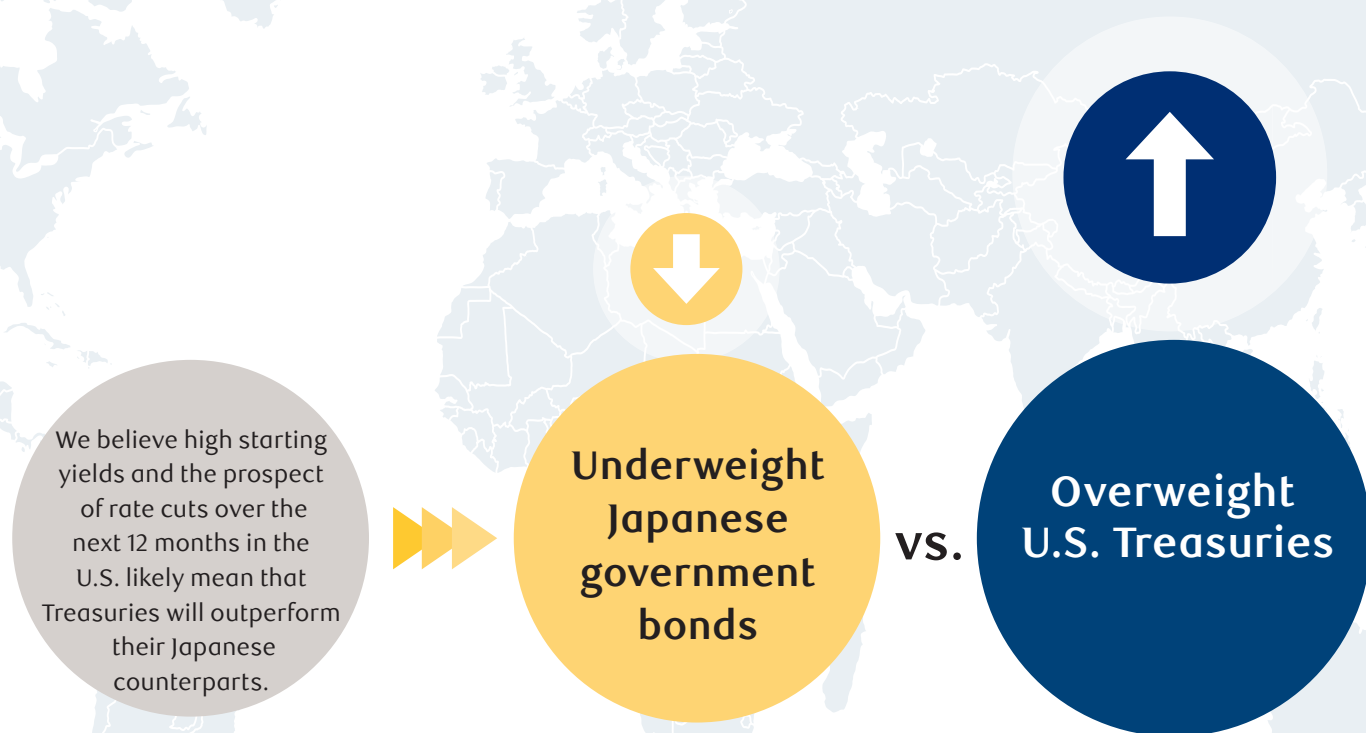 We believe high starting
yields and the prospect
of rate cuts over the
next 12 months in the
U.S. likely mean that
Treasuries will outperform
their Japanese
counterparts.
Underweight
Japanese
government
bonds
vs.
Overweight
U.S. Treasuries